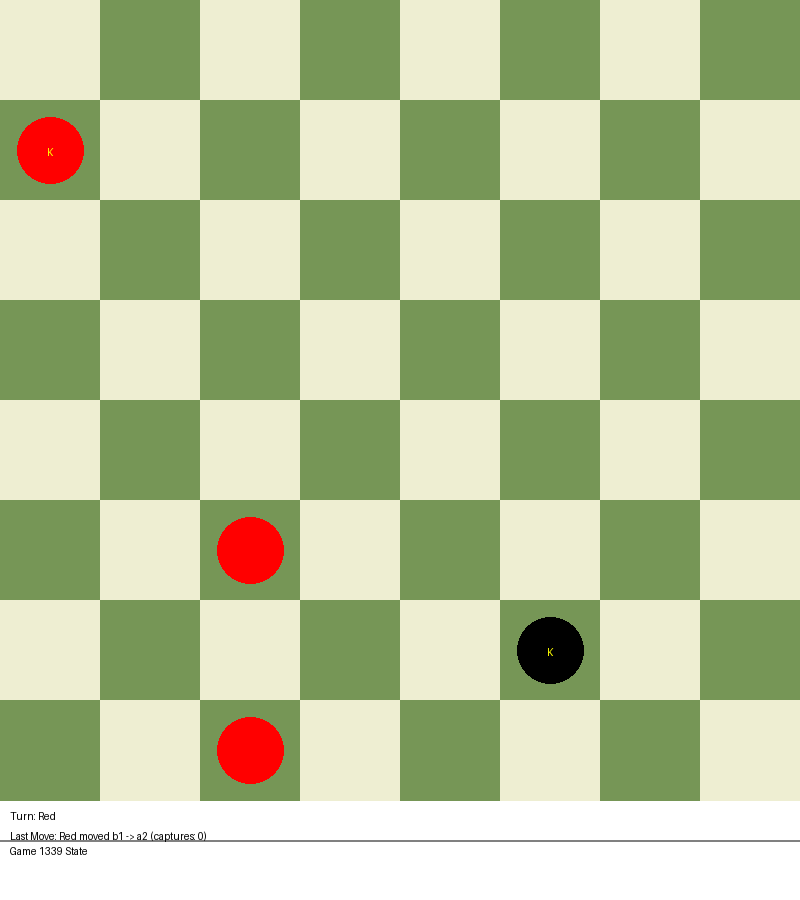 K
K
Turn: Red
Last Move: Red moved b1 -> a2 (captures: 0)
Game 1339 State